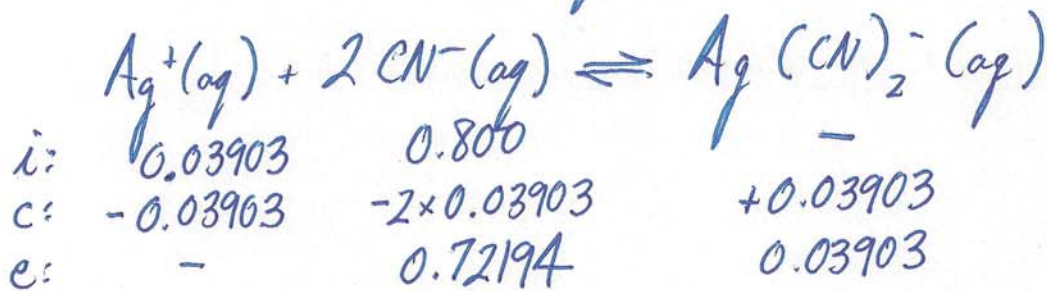 Ag⁺(aq) + 2 CN⁻(aq) ⇌ Ag(CN)₂⁻(aq)
i: 0.03903 0.800 −
c: -0.03903 -2×0.03903 +0.03903
e: − 0.72194 0.03903